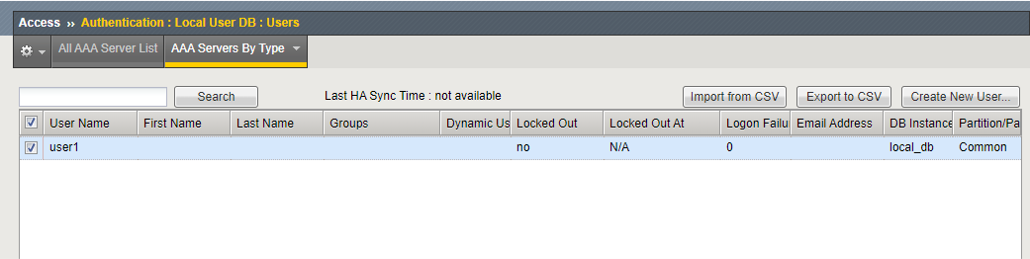 Access ›› Authentication : Local User DB : Users
All AAA Server List AAA Servers By Type
Search Last HA Sync Time : not available Import from CSV Export to CSV Create New User...
User Name First Name Last Name Groups Dynamic Us Locked Out Locked Out At Logon Failu Email Address DB Instance Partition/Pa
user1 no N/A 0 local_db Common